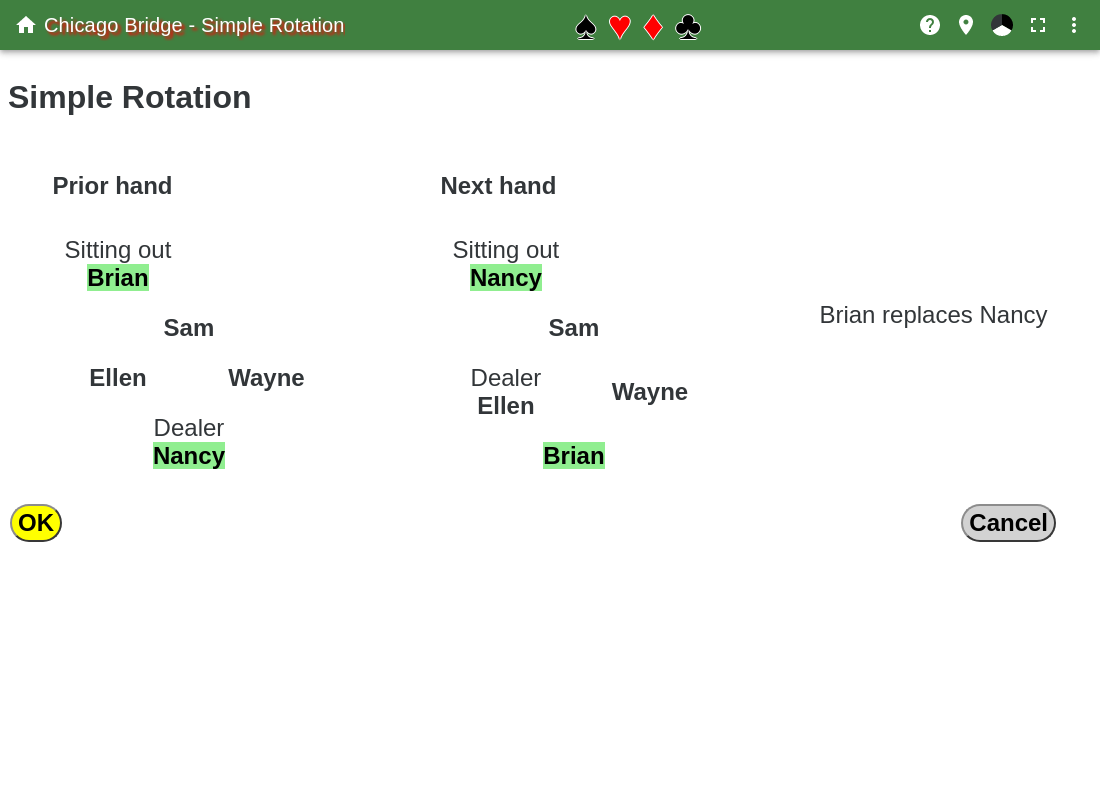 Chicago Bridge - Simple Rotation
Simple Rotation
Prior hand
Next hand
Sitting out
Brian
Sitting out
Nancy
Sam
Sam
Brian replaces Nancy
Ellen
Wayne
Dealer
Ellen
Wayne
Dealer
Nancy
Brian
OK
Cancel